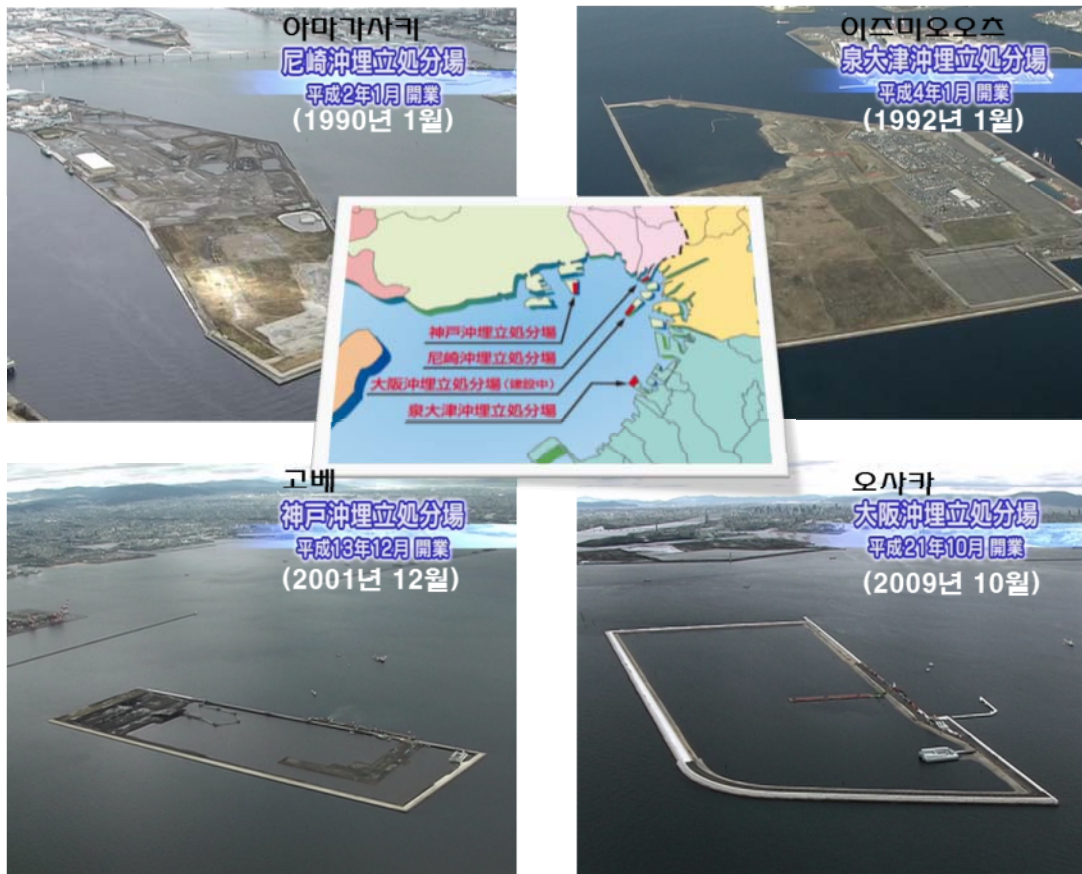 아마가사키
尼崎沖埋立処分場
平成2年1月 開業
(1990년 1월)
이즈미오오츠
泉大津沖埋立処分場
平成4年1月 開業
(1992년 1월)
神戸沖埋立処分場
尼崎沖埋立処分場
大阪沖埋立処分場(建設中)
泉大津沖埋立処分場
고베
神戸沖埋立処分場
平成13年12月 開業
(2001년 12월)
오사카
大阪沖埋立処分場
平成21年10月 開業
(2009년 10월)